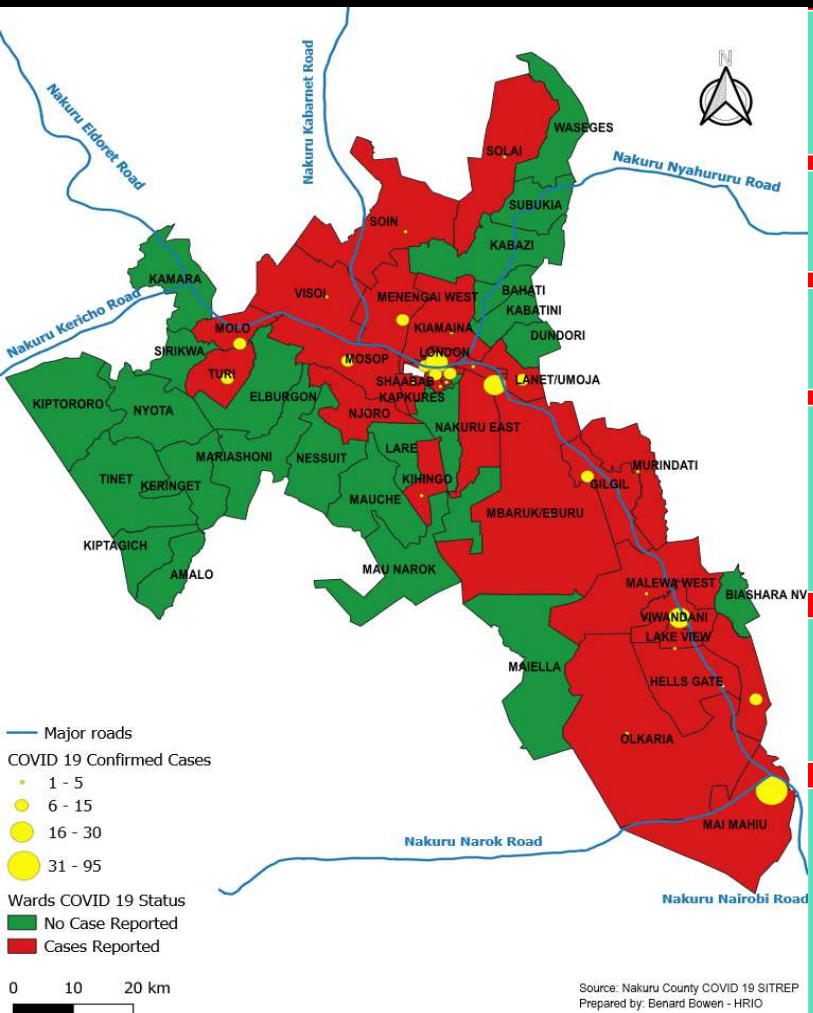 N
Nakuru Eldoret Road
Nakuru Kabarnet Road
Nakuru Nyahururu Road
Nakuru Kericho Road
WASEGES
SOLAI
SUBUKIA
SOIN
KABAZI
KAMARA
VISOI
MENENGAI WEST
BAHATI
KABATINI
MOLO
KIAMAINA
DUNDORI
SIRIKWA
MOSOP
LONDON
TURI
SHAABAB
LANET/UMOJA
KIPTORORO
NYOTA
ELBURGON
KAPKURES
NJORO
NAKURU EAST
MARIASHONI
NESSUIT
LARE
MURINDATI
TINET
KERINGET
KIHINGO
GILGIL
MAUCHE
MBARUK/EBURU
KIPTAGICH
AMALO
MAU NAROK
MALEWA WEST
BIASHARA NV
VIWANDANI
LAKE VIEW
MAIELLA
HELLS GATE
OLKARIA
MAI MAHIU
Nakuru Narok Road
Nakuru Nairobi Road
Major roads
COVID 19 Confirmed Cases
1 - 5
6 - 15
16 - 30
31 - 95
Wards COVID 19 Status
No Case Reported
Cases Reported
0 10 20 km
Source: Nakuru County COVID 19 SITREP
Prepared by: Benard Bowen - HRIO